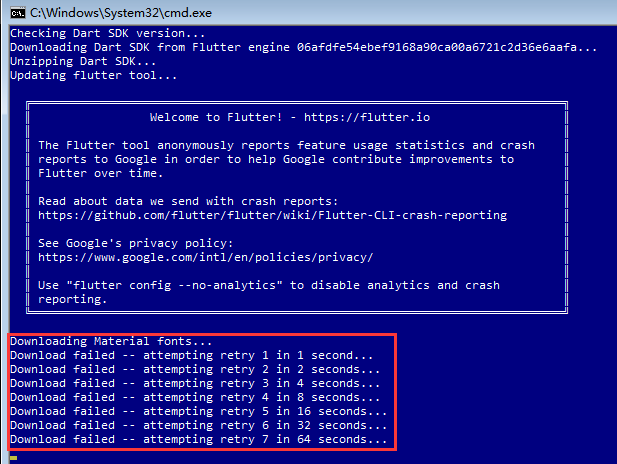 C:\Windows\System32\cmd.exe
Checking Dart SDK version...
Downloading Dart SDK from Flutter engine 06afdfe54ebef9168a90ca00a6721c2d36e6aafa...
Unzipping Dart SDK...
Updating flutter tool...
Welcome to Flutter! - https://flutter.io
The Flutter tool anonymously reports feature usage statistics and crash
reports to Google in order to help Google contribute improvements to
Flutter over time.
Read about data we send with crash reports:
https://github.com/flutter/flutter/wiki/Flutter-CLI-crash-reporting
See Google's privacy policy:
https://www.google.com/intl/en/policies/privacy/
Use "flutter config --no-analytics" to disable analytics and crash
reporting.
Downloading Material fonts...
Download failed -- attempting retry 1 in 1 second...
Download failed -- attempting retry 2 in 2 seconds...
Download failed -- attempting retry 3 in 4 seconds...
Download failed -- attempting retry 4 in 8 seconds...
Download failed -- attempting retry 5 in 16 seconds...
Download failed -- attempting retry 6 in 32 seconds...
Download failed -- attempting retry 7 in 64 seconds...